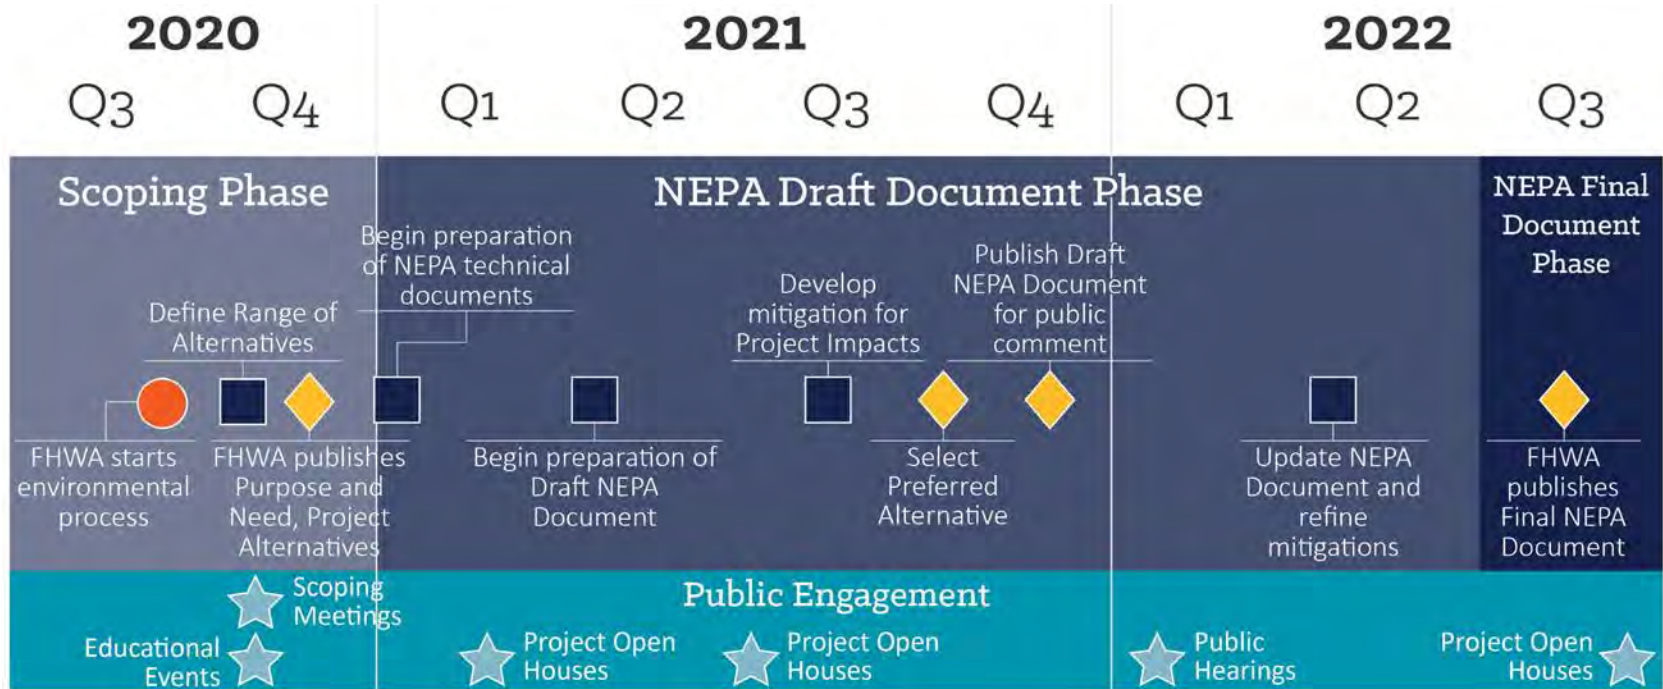 2020
2021
2022
Q3
Q4
Q1
Q2
Q3
Q4
Q1
Q2
Q3
Scoping Phase
NEPA Draft Document Phase
NEPA Final
Document
Phase
Begin preparation
of NEPA technical
documents
Define Range of
Alternatives
Develop
mitigation for
Project Impacts
Publish Draft
NEPA Document
for public
comment
FHWA starts
environmental
process
FHWA publishes
Purpose and
Need, Project
Alternatives
Begin preparation of
Draft NEPA
Document
Select
Preferred
Alternative
Update NEPA
Document and
refine
mitigations
FHWA
publishes
Final NEPA
Document
Public Engagement
Scoping
Meetings
Educational
Events
Project Open
Houses
Project Open
Houses
Public
Hearings
Project Open
Houses